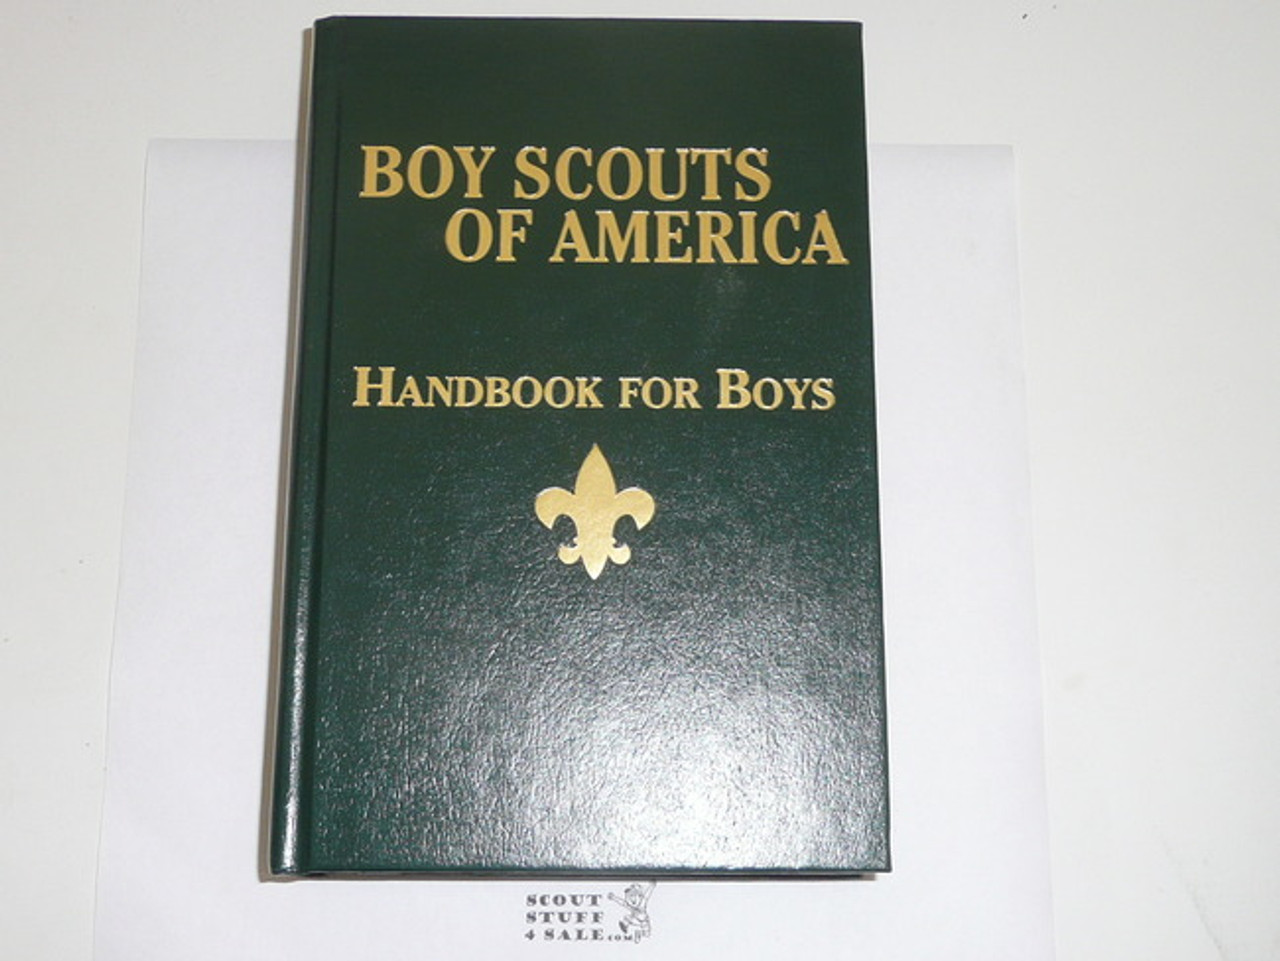 BOY SCOUTS
OF AMERICA
HANDBOOK FOR BOYS
SCOUT
STUFF
4 SALE.COM